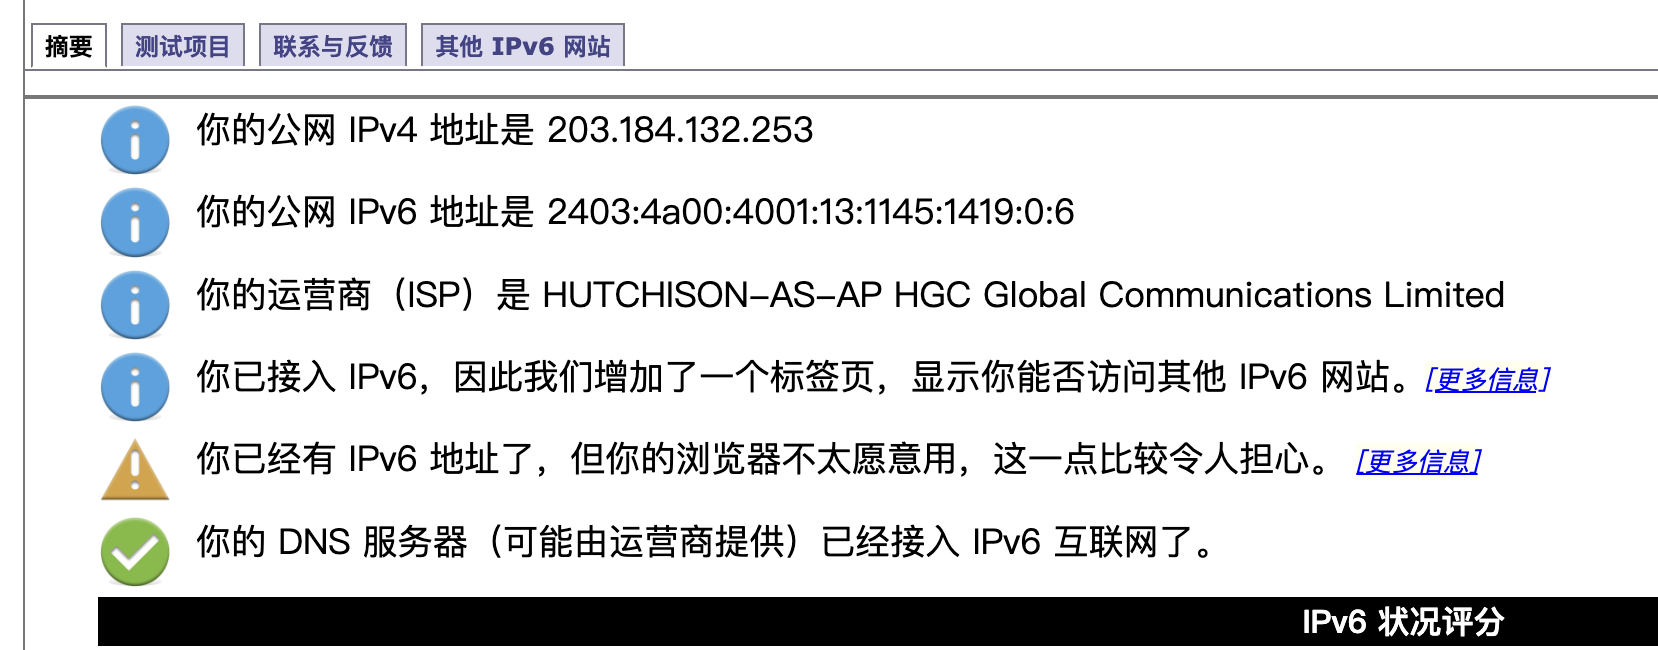 摘要 测试项目 联系与反馈 其他 IPv6 网站
你的公网 IPv4 地址是 203.184.132.253
你的公网 IPv6 地址是 2403:4a00:4001:13:1145:1419:0:6
你的运营商（ISP）是 HUTCHISON-AS-AP HGC Global Communications Limited
你已接入 IPv6，因此我们增加了一个标签页，显示你能否访问其他 IPv6 网站。[更多信息]
你已经有 IPv6 地址了，但你的浏览器不太愿意用，这一点比较令人担心。 [更多信息]
你的 DNS 服务器（可能由运营商提供）已经接入 IPv6 互联网了。
IPv6 状况评分